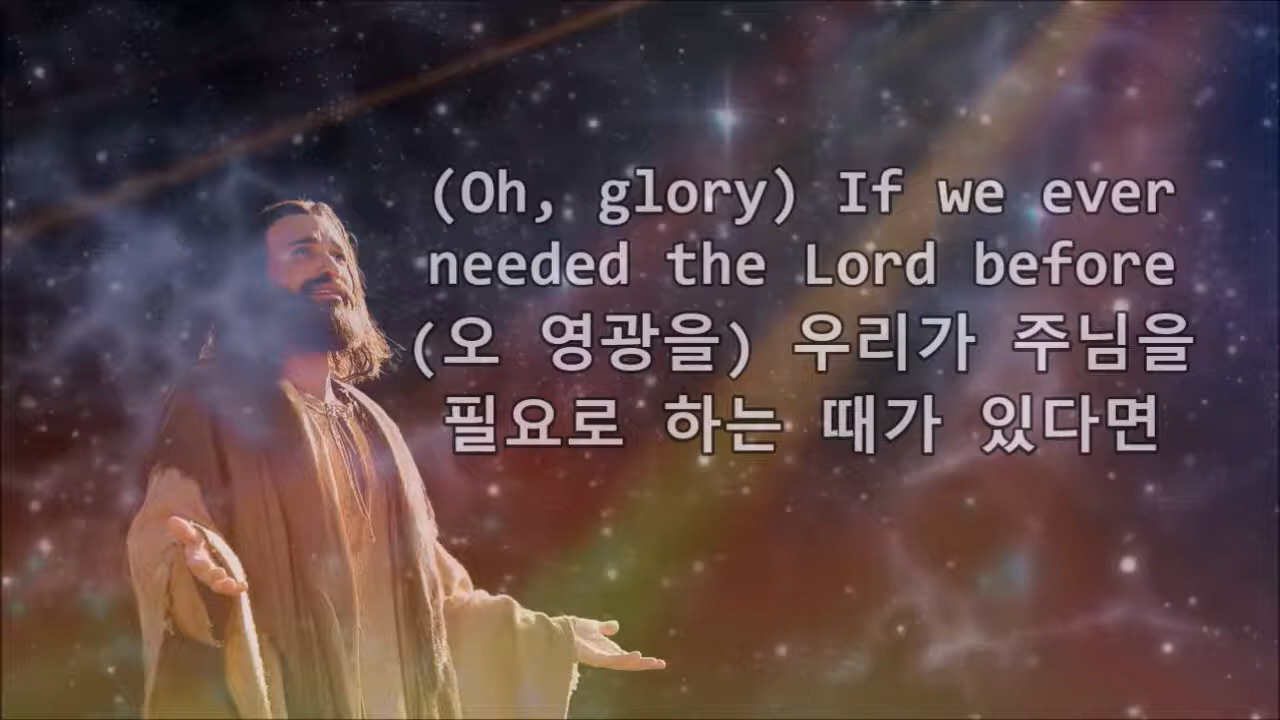 (Oh, glory) If we ever
needed the Lord before
(오 영광을) 우리가 주님을
필요로 하는 때가 있다면